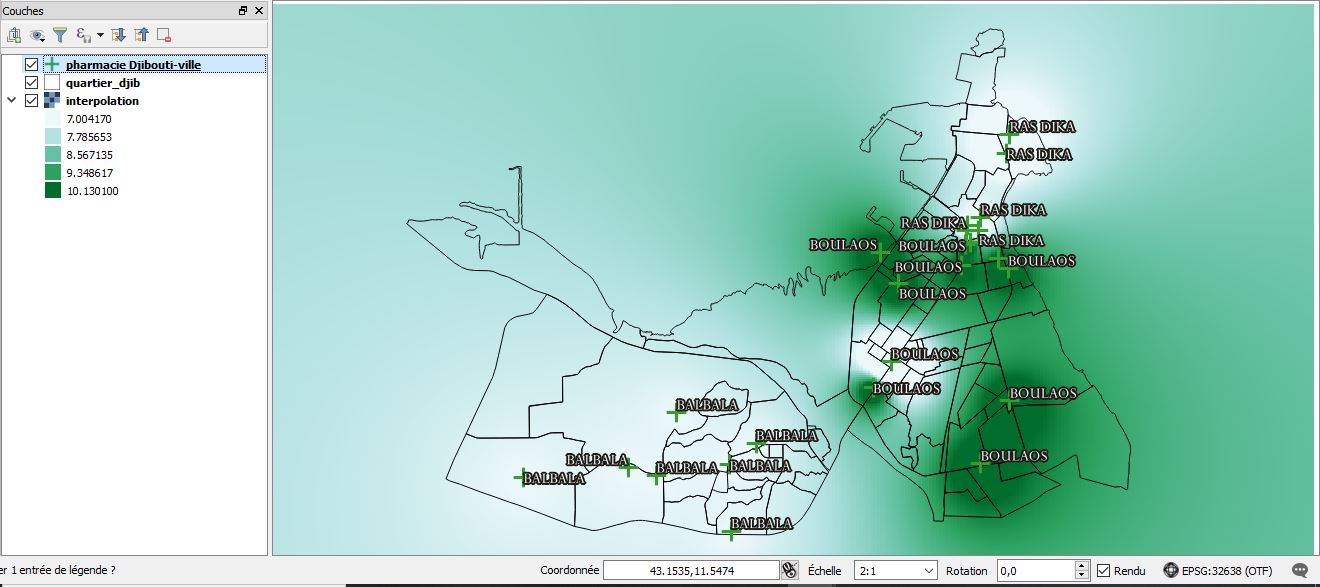 Couches
pharmacie Djibouti-ville
quartier_djib
interpolation
7.004170
7.785653
8.567135
9.348617
10.130100
RAS DIKA
RAS DIKA
RAS DIKA
RAS DIKA
RAS DIKA
BOULAOS
BOULAOS
BOULAOS
BOULAOS
BOULAOS
BOULAOS
BOULAOS
BOULAOS
BOULAOS
BALBALA
BALBALA
BALBALA
BALBALA
BALBALA
BALBALA
BALBALA
er 1 entrée de légende ?
Coordonnée 43.1535,11.5474 Échelle 2:1 Rotation 0,0 Rendu EPSG:32638 (OTF)